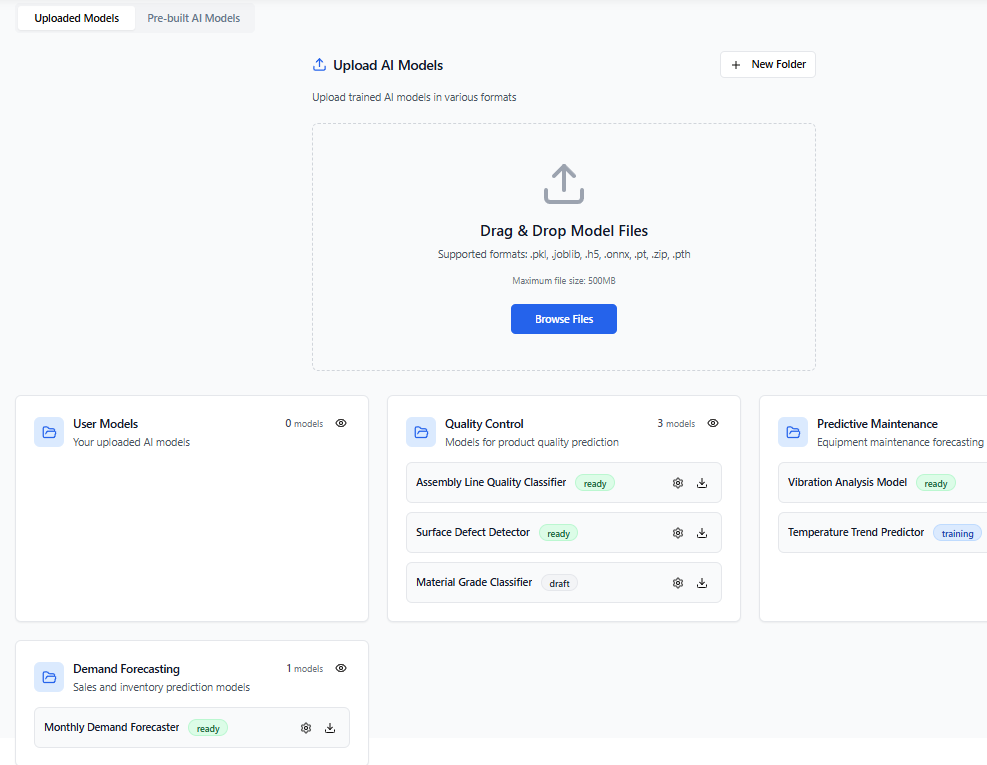 Uploaded Models
Pre-built AI Models
Upload AI Models
New Folder
Upload trained AI models in various formats
Drag & Drop Model Files
Supported formats: .pkl, .joblib, .h5, .onnx, .pt, .zip, .pth
Maximum file size: 500MB
Browse Files
User Models
0 models
Your uploaded AI models
Quality Control
3 models
Models for product quality prediction
Assembly Line Quality Classifier ready
Surface Defect Detector ready
Material Grade Classifier draft
Predictive Maintenance
Equipment maintenance forecasting
Vibration Analysis Model ready
Temperature Trend Predictor training
Demand Forecasting
1 models
Sales and inventory prediction models
Monthly Demand Forecaster ready